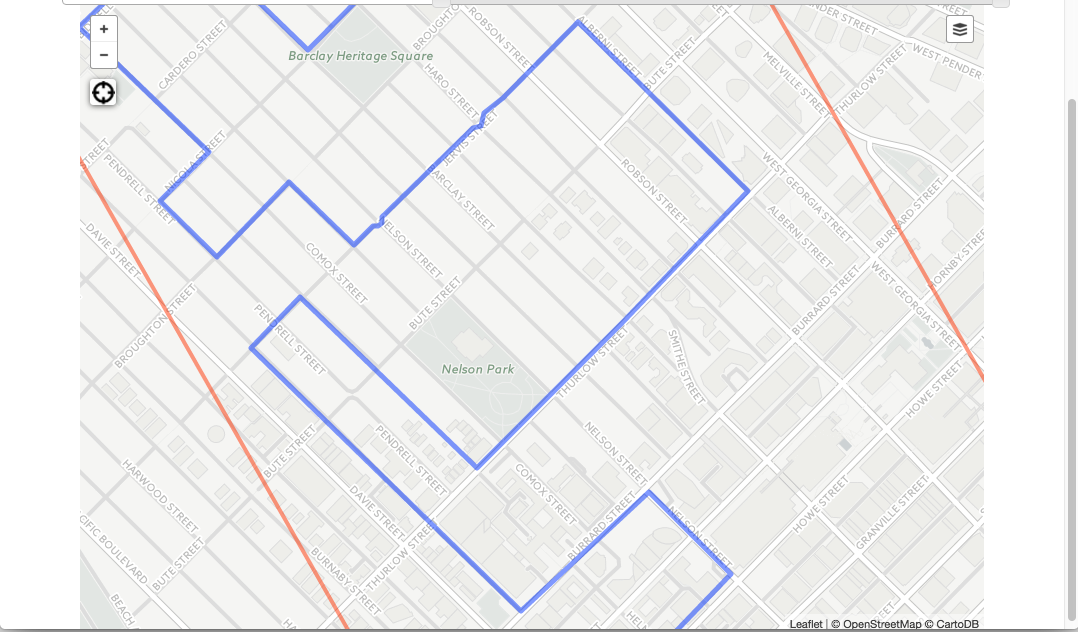 +
ROBSON STREET
ALBERNI STREET
BUTE STREET
PENDER STREET
WEST PENDER
MELVILLE STREET
THURLOW STREET
BROUGHTO
CARDERO STREET
Barclay Heritage Square
HARO STREET
−
JERVIS STREET
NICOLA STREET
TREET
PENDRELL STREET
BARCLAY STREET
ROBSON STREET
WEST GEORGIA STREET
BURRARD STREET
ALBERNI STREET
DAVIE STREET
NELSON STREET
COMOX STREET
HORNBY STREE
BUTE STREET
BURRARD STREET
WEST GEORGIA STREET
BROUGHTON STREET
PENDRELL STREET
THURLOW STREET
SMITHE STREET
Nelson Park
HOWE STREET
BUTE STREET
PENDRELL STREET
NELSON STREET
COMOX STREET
HARWOOD STREET
DAVIE STREET
BURRARD STREET
NELSON STREET
HOWE STREET
GRANVILLE STREET
CIFIC BOULEVARD
BUTE STREET
BURNABY STREET
THURLOW STREET
BEACH
HA
HELM
Leaflet | © OpenStreetMap © CartoDB